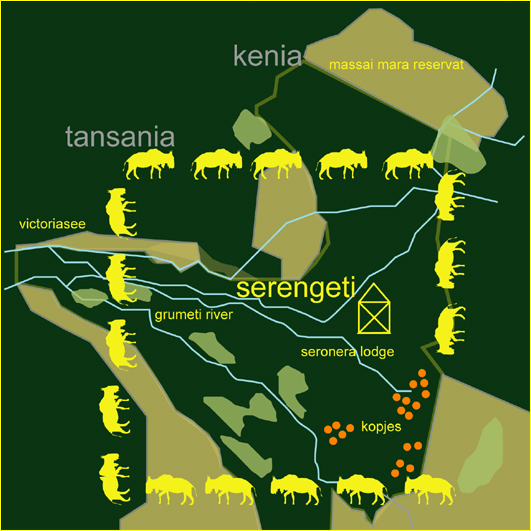 kenia
massai mara reservat
tansania
victoriasee
serengeti
grumeti river
seronera lodge
kopjes